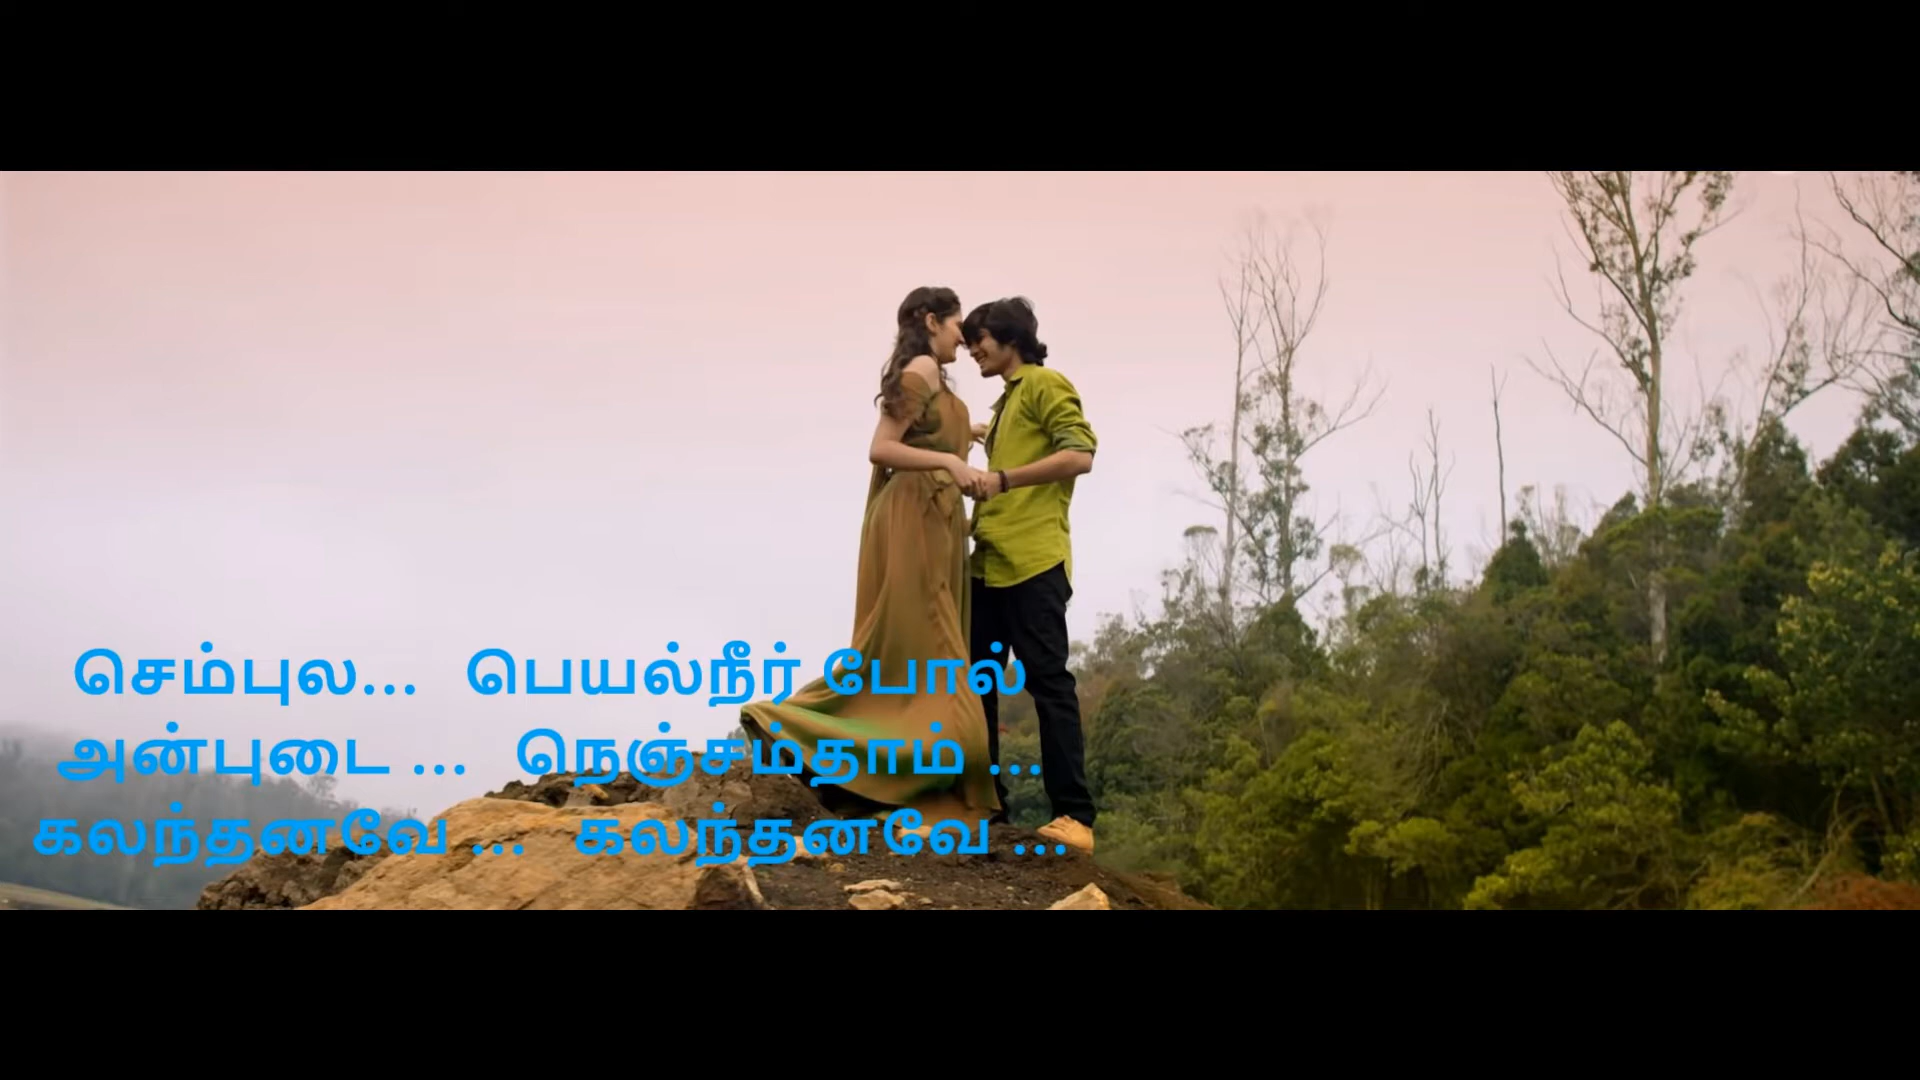 செம்புல... பெயல்நீர் போல்
அன்புடை ... நெஞ்சம்தாம் ...
கலந்தனவே ... கலந்தனவே ...